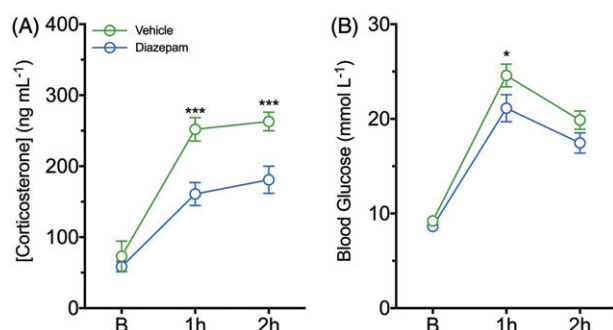 (A)
Vehicle
Diazepam
[Corticosterone] (ng mL⁻¹)
400
300
250
200
100
0
***
***
B
1h
2h
(B)
Blood Glucose (mmol L⁻¹)
30
20
10
0
*
B
1h
2h